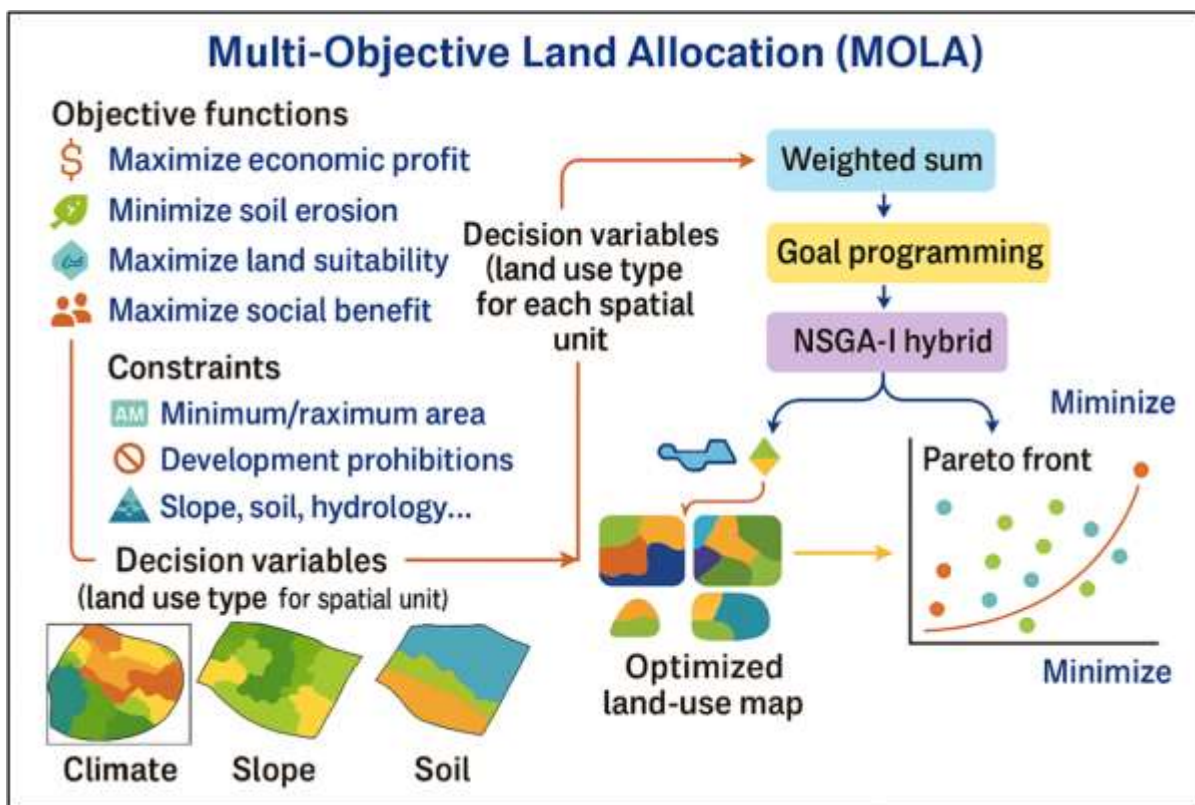 Multi-Objective Land Allocation (MOLA)
Objective functions
$ Maximize economic profit
Minimize soil erosion
Maximize land suitability
Maximize social benefit
Constraints
AM Minimum/raximum area
Development prohibitions
Slope, soil, hydrology...
Decision variables
(land use type for spatial unit)
Climate
Slope
Soil
Decision variables
(land use type
for each spatial
unit
Weighted sum
Goal programming
NSGA-I hybrid
Optimized
land-use map
Miminize
Pareto front
Minimize